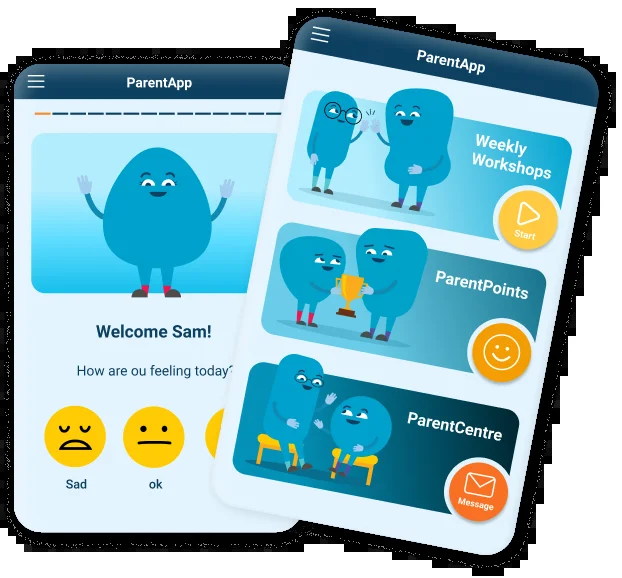 ParentApp
Welcome Sam!
How are ou feeling today?
Sad
ok
ParentApp
Weekly
Workshops
Start
ParentPoints
ParentCentre
Message